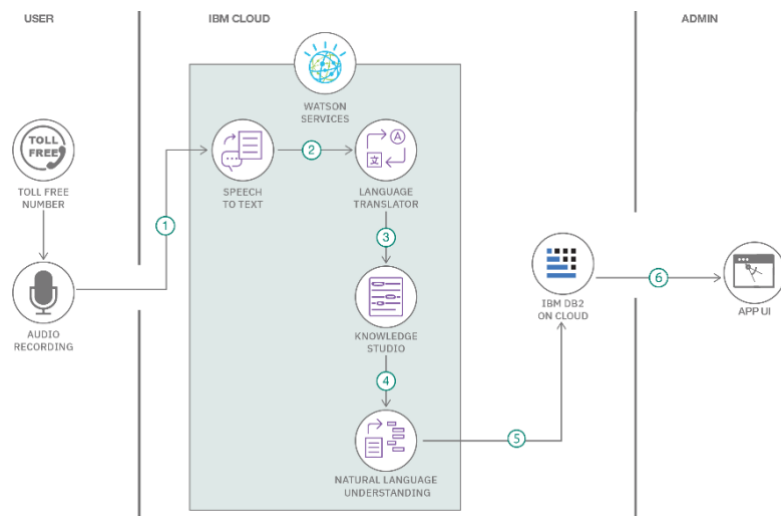 USER
IBM CLOUD
ADMIN
WATSON
SERVICES
TOLL
FREE
TOLL FREE
NUMBER
1
SPEECH
TO TEXT
2
A
文
LANGUAGE
TRANSLATOR
3
AUDIO
RECORDING
KNOWLEDGE
STUDIO
4
NATURAL LANGUAGE
UNDERSTANDING
5
IBM DB2
ON CLOUD
6
APP UI